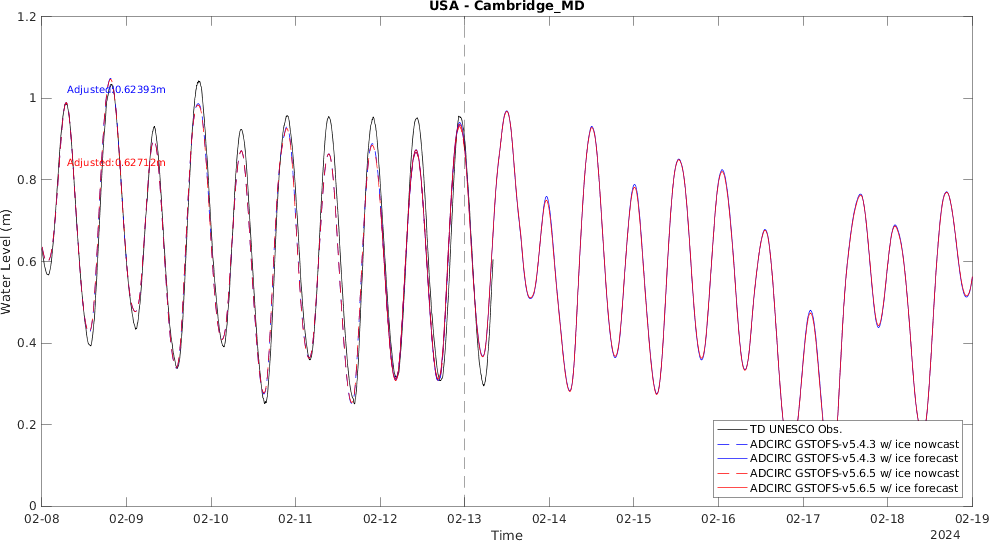 USA - Cambridge_MD
1.2
1
0.8
0.6
0.4
0.2
0
Water Level (m)
Adjusted:0.62393m
Adjusted:0.62712m
TD UNESCO Obs.
ADCIRC GSTOFS-v5.4.3 w/ ice nowcast
ADCIRC GSTOFS-v5.4.3 w/ ice forecast
ADCIRC GSTOFS-v5.6.5 w/ ice nowcast
ADCIRC GSTOFS-v5.6.5 w/ ice forecast
02-08 02-09 02-10 02-11 02-12 02-13 02-14 02-15 02-16 02-17 02-18 02-19
Time
2024